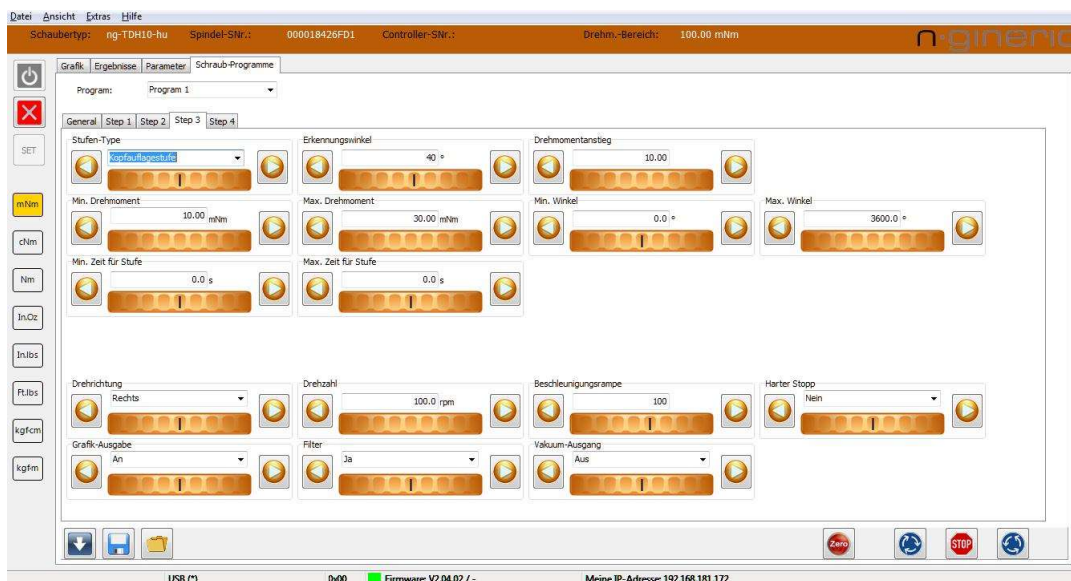 Datei Ansicht Extras Hilfe
Schaubertyp: ng-TDH10-hu Spindel-SNr.: 000018426FD1 Controller-SNr.: Drehm.-Bereich: 100.00 mNm n-gineric
Grafik Ergebnisse Parameter Schraub-Programme
Program: Program 1
General Step 1 Step 2 Step 3 Step 4
SET
mNm
cNm
Nm
In.Oz
In.lbs
Ft.lbs
kgfcm
kgfm
Stufen-Type Erkennungswinkel Drehmomentanstieg
Kopfauflagestufe 40 ° 10.00
Min. Drehmoment Max. Drehmoment Min. Winkel Max. Winkel
10.00 mNm 30.00 mNm 0.0 ° 3600.0 °
Min. Zeit für Stufe Max. Zeit für Stufe
0.0 s 0.0 s
Drehrichtung Drehzahl Beschleunigungsrampe Harter Stopp
Rechts 100.0 rpm 100 Nein
Grafik-Ausgabe Filter Vakuum-Ausgang
An Ja Aus
Zero STOP
USB (*) 0x00 Firmware: V2.04.02 / - Meine IP-Adresse: 192.168.181.172